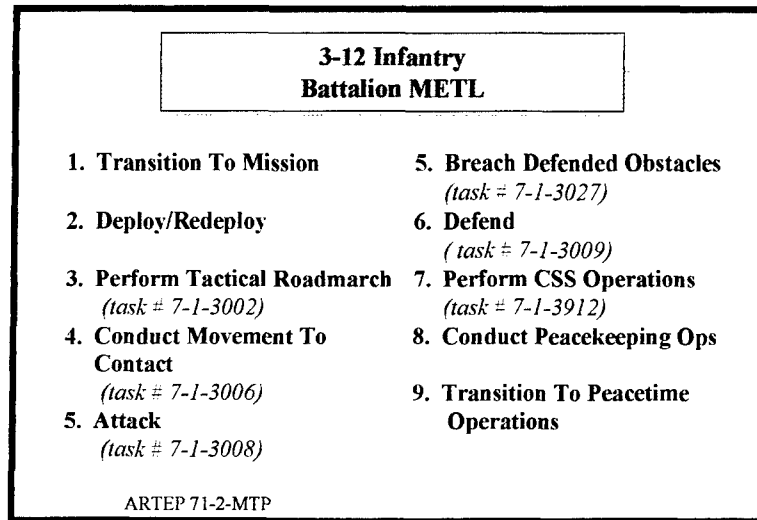 3-12 Infantry
Battalion METL
1. Transition To Mission
2. Deploy/Redeploy
3. Perform Tactical Roadmarch
(task # 7-1-3002)
4. Conduct Movement To
Contact
(task # 7-1-3006)
5. Attack
(task # 7-1-3008)
5. Breach Defended Obstacles
(task # 7-1-3027)
6. Defend
( task # 7-1-3009)
7. Perform CSS Operations
(task # 7-1-3912)
8. Conduct Peacekeeping Ops
9. Transition To Peacetime
Operations
ARTEP 71-2-MTP